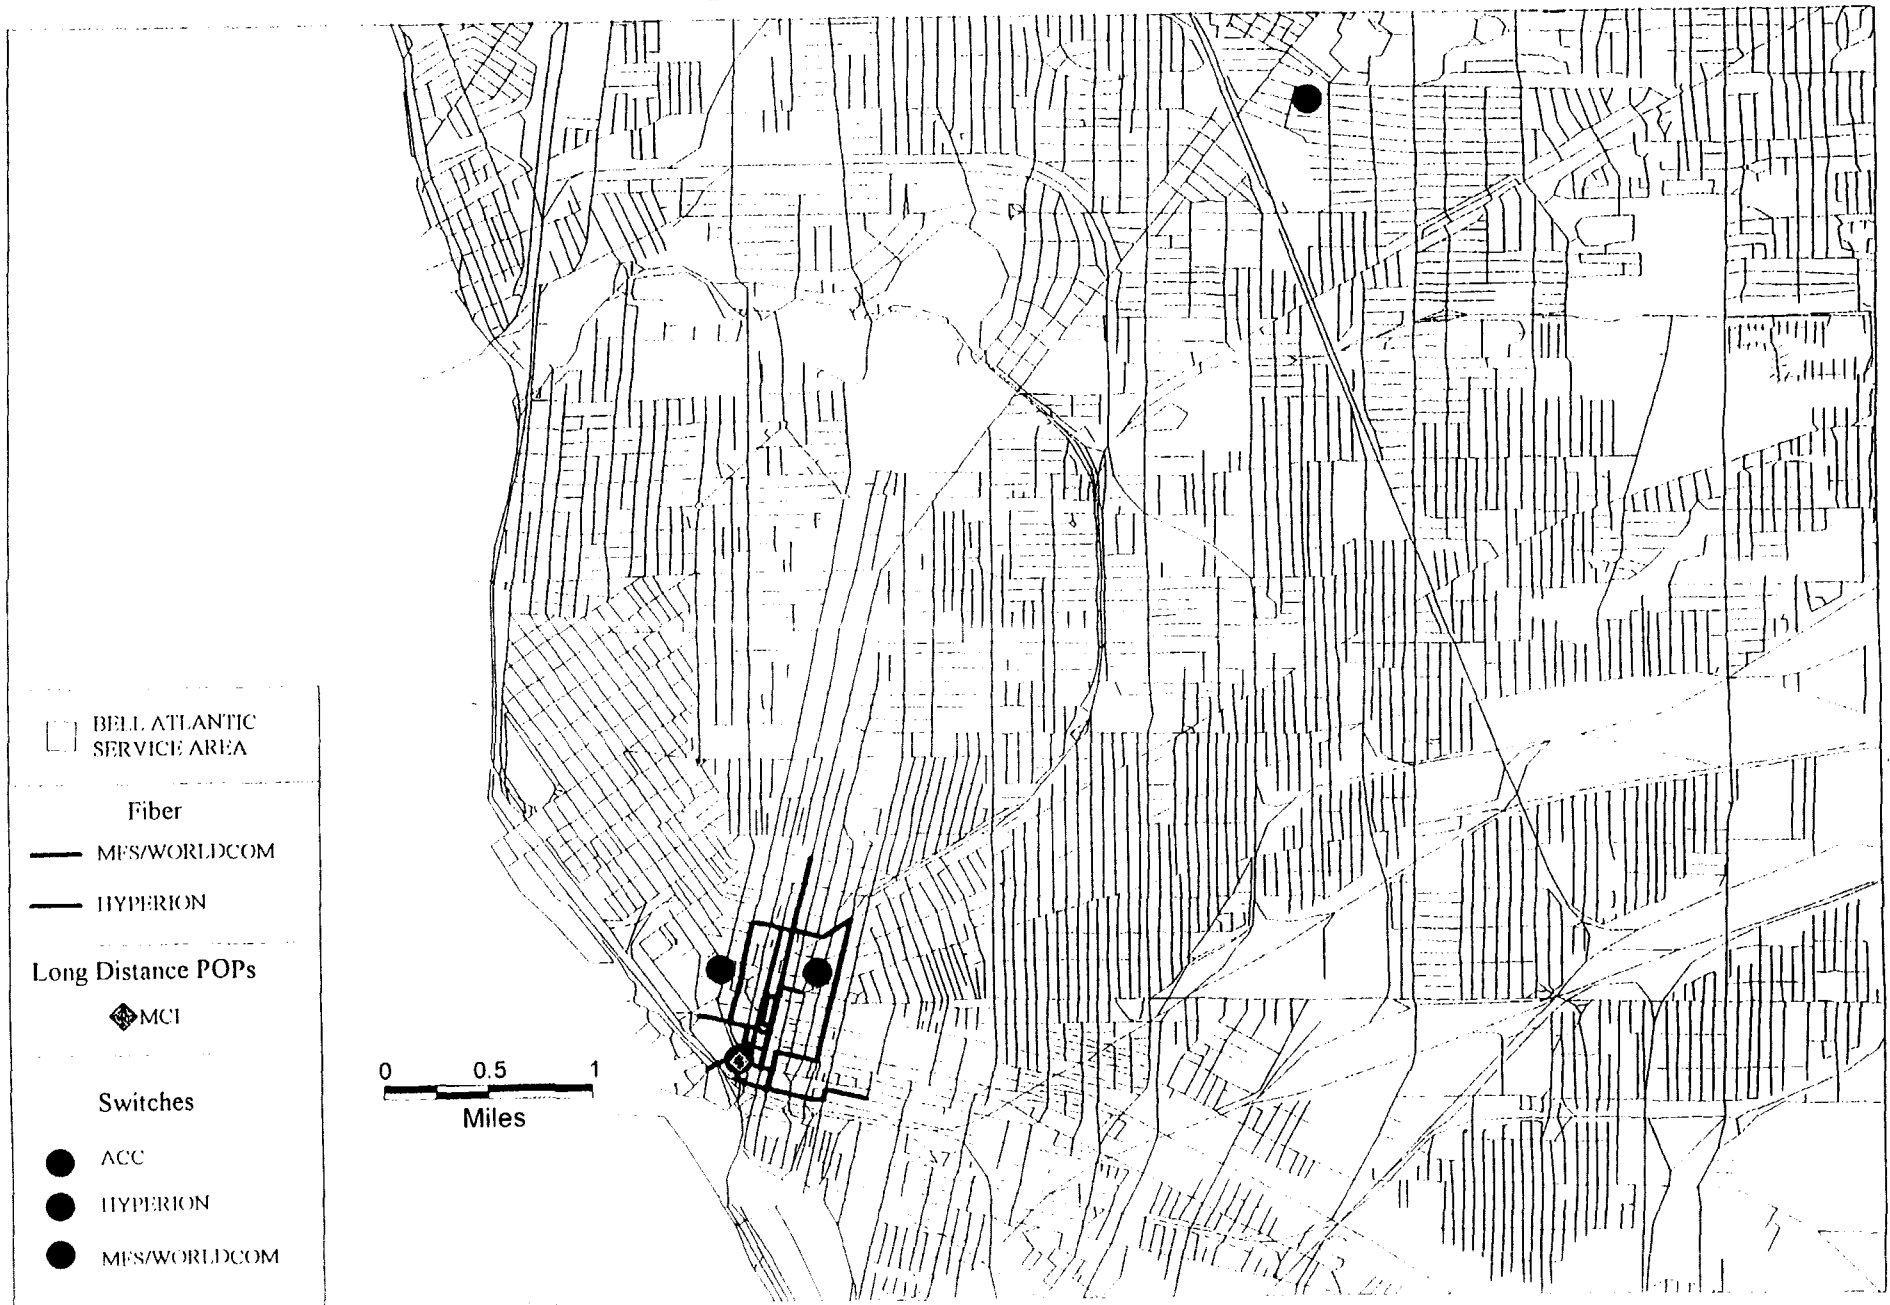 BELL ATLANTIC
SERVICE AREA
Fiber
MFS/WORLDCOM
HYPERION
Long Distance POPs
MCI
Switches
ACC
HYPERION
MFS/WORLDCOM
0 0.5 1
Miles